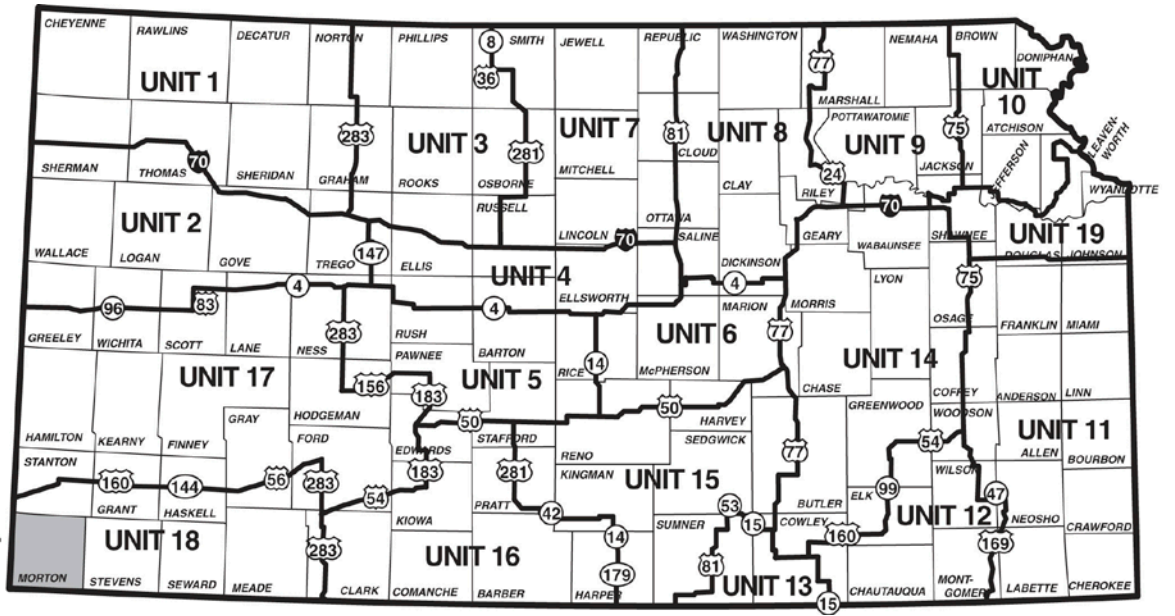 CHEYENNE
RAWLINS
DECATUR
NORTON
PHILLIPS
8
SMITH
JEWELL
REPUBLIC
WASHINGTON
77
NEMAHA
BROWN
DONIPHAN
UNIT 1
36
MARSHALL
UNIT 10
283
UNIT 3
281
UNIT 7
81
UNIT 8
POTTAWATOMIE
UNIT 9
75
ATCHISON
LEAVEN-
WORTH
CLOUD
70
SHERMAN
THOMAS
SHERIDAN
GRAHAM
ROOKS
OSBORNE
MITCHELL
CLAY
24
RILEY
JACKSON
JEFFERSON
WYANDOTTE
UNIT 2
RUSSELL
OTTAWA
70
LINCOLN
70
SALINE
GEARY
WABAUNSEE
SHAWNEE
UNIT 19
DOUGLAS
JOHNSON
WALLACE
LOGAN
GOVE
TREGO
147
ELLIS
UNIT 4
DICKINSON
LYON
75
96
83
4
4
ELLSWORTH
4
MARION
MORRIS
OSAGE
GREELEY
WICHITA
SCOTT
LANE
NESS
283
RUSH
BARTON
UNIT 6
77
FRANKLIN
MIAMI
UNIT 17
156
PAWNEE
UNIT 5
RICE
14
McPHERSON
UNIT 14
CHASE
COFFEY
ANDERSON
LINN
183
50
50
HARVEY
GREENWOOD
WOODSON
HODGEMAN
GRAY
HAMILTON
KEARNY
FINNEY
FORD
EDWARDS
STAFFORD
RENO
SEDGWICK
77
54
UNIT 11
ALLEN
BOURBON
STANTON
160
144
56
283
54
183
281
KINGMAN
UNIT 15
BUTLER
ELK
99
WILSON
47
GRANT
HASKELL
KIOWA
PRATT
42
SUMNER
53
15
COWLEY
160
UNIT 12
NEOSHO
CRAWFORD
UNIT 18
283
UNIT 16
14
81
169
MORTON
STEVENS
SEWARD
MEADE
CLARK
COMANCHE
BARBER
179
HARPER
UNIT 13
15
CHAUTAUQUA
MONT-
GOMERY
LABETTE
CHEROKEE